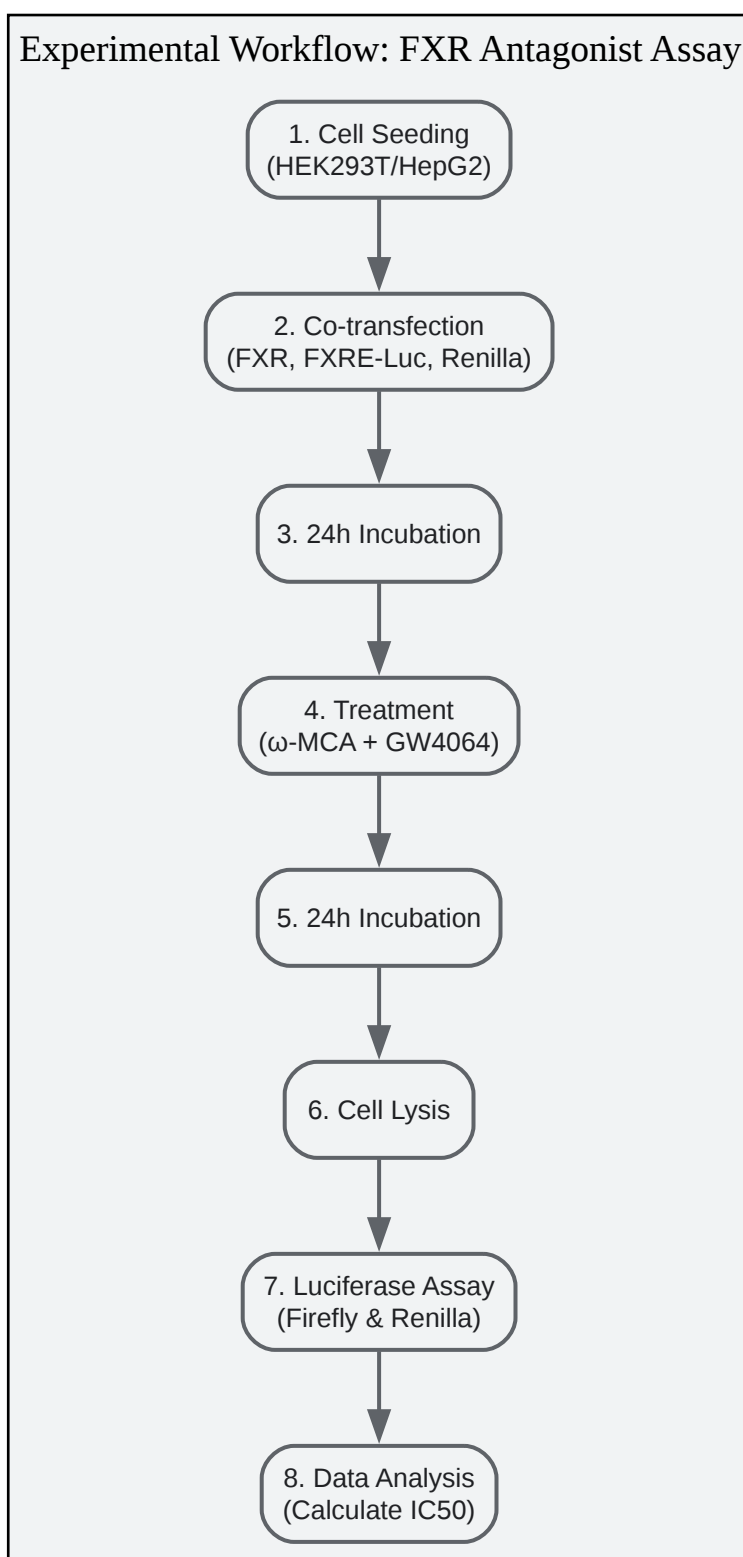 Experimental Workflow: FXR Antagonist Assay
1. Cell Seeding
(HEK293T/HepG2)
2. Co-transfection
(FXR, FXRE-Luc, Renilla)
3. 24h Incubation
4. Treatment
(ω-MCA + GW4064)
5. 24h Incubation
6. Cell Lysis
7. Luciferase Assay
(Firefly & Renilla)
8. Data Analysis
(Calculate IC50)